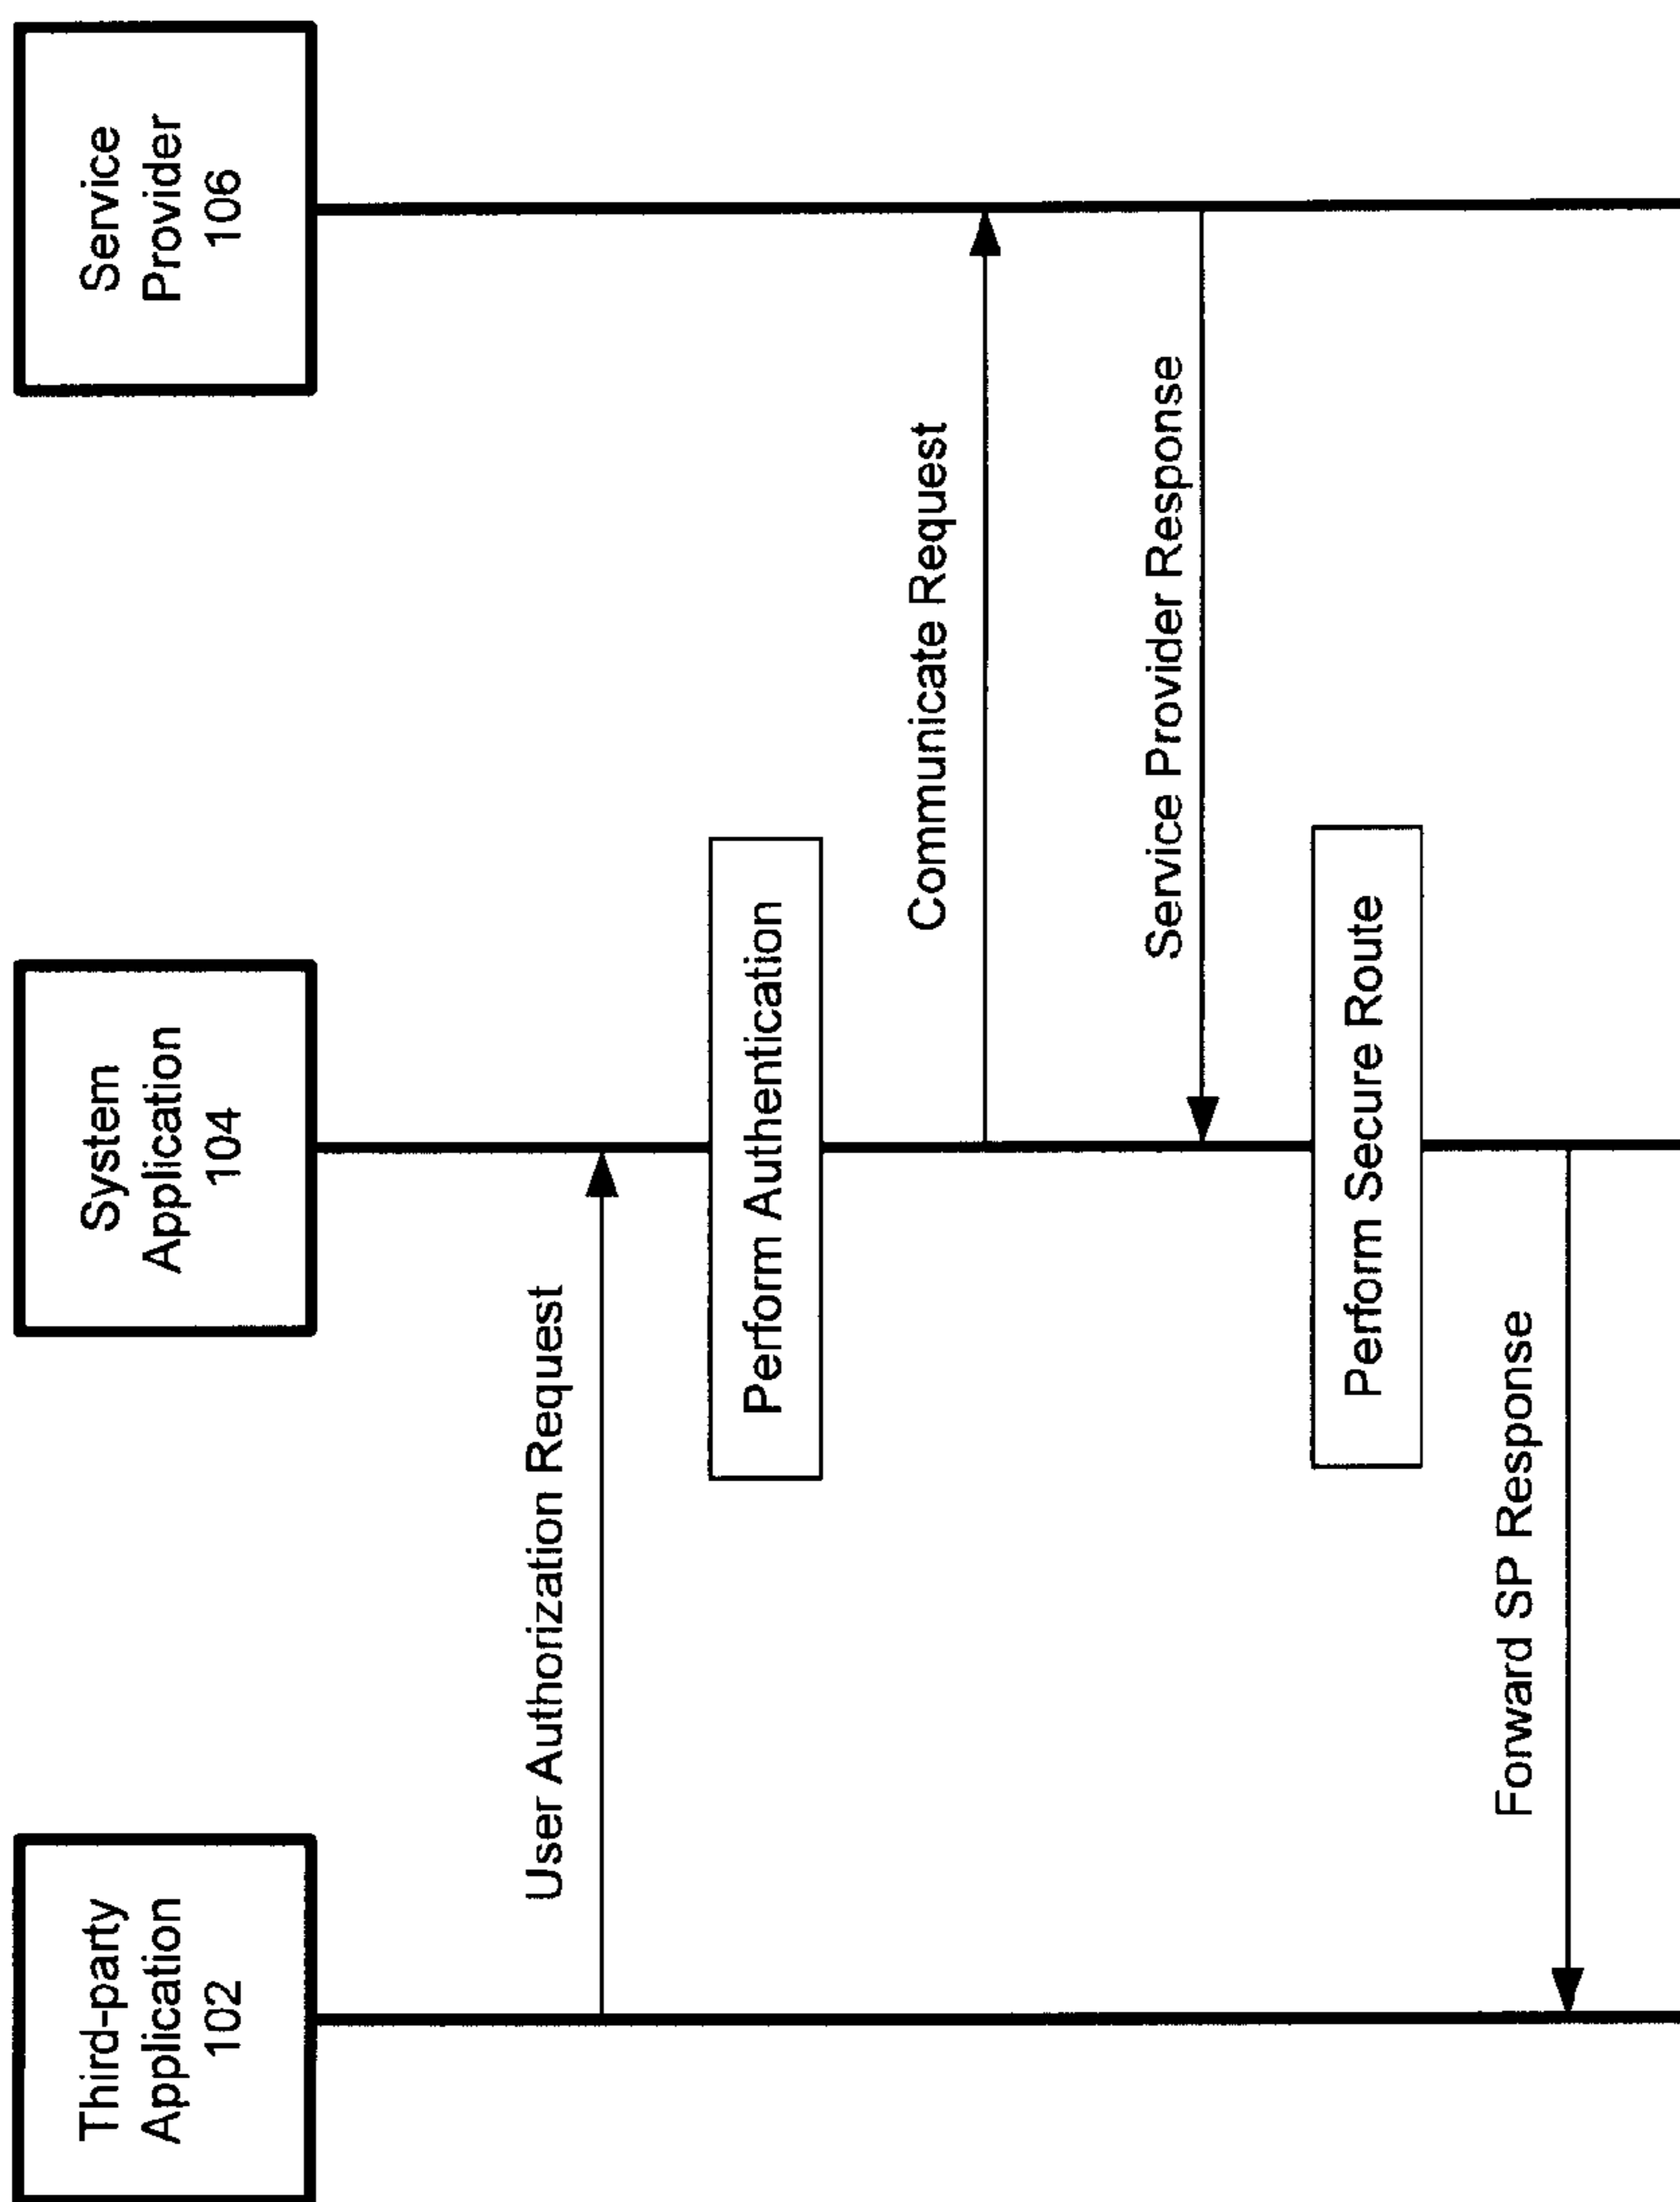 Third-party
Application
102
System
Application
104
Service
Provider
106
User Authorization Request
Perform Authentication
Communicate Request
Service Provider Response
Perform Secure Route
Forward SP Response